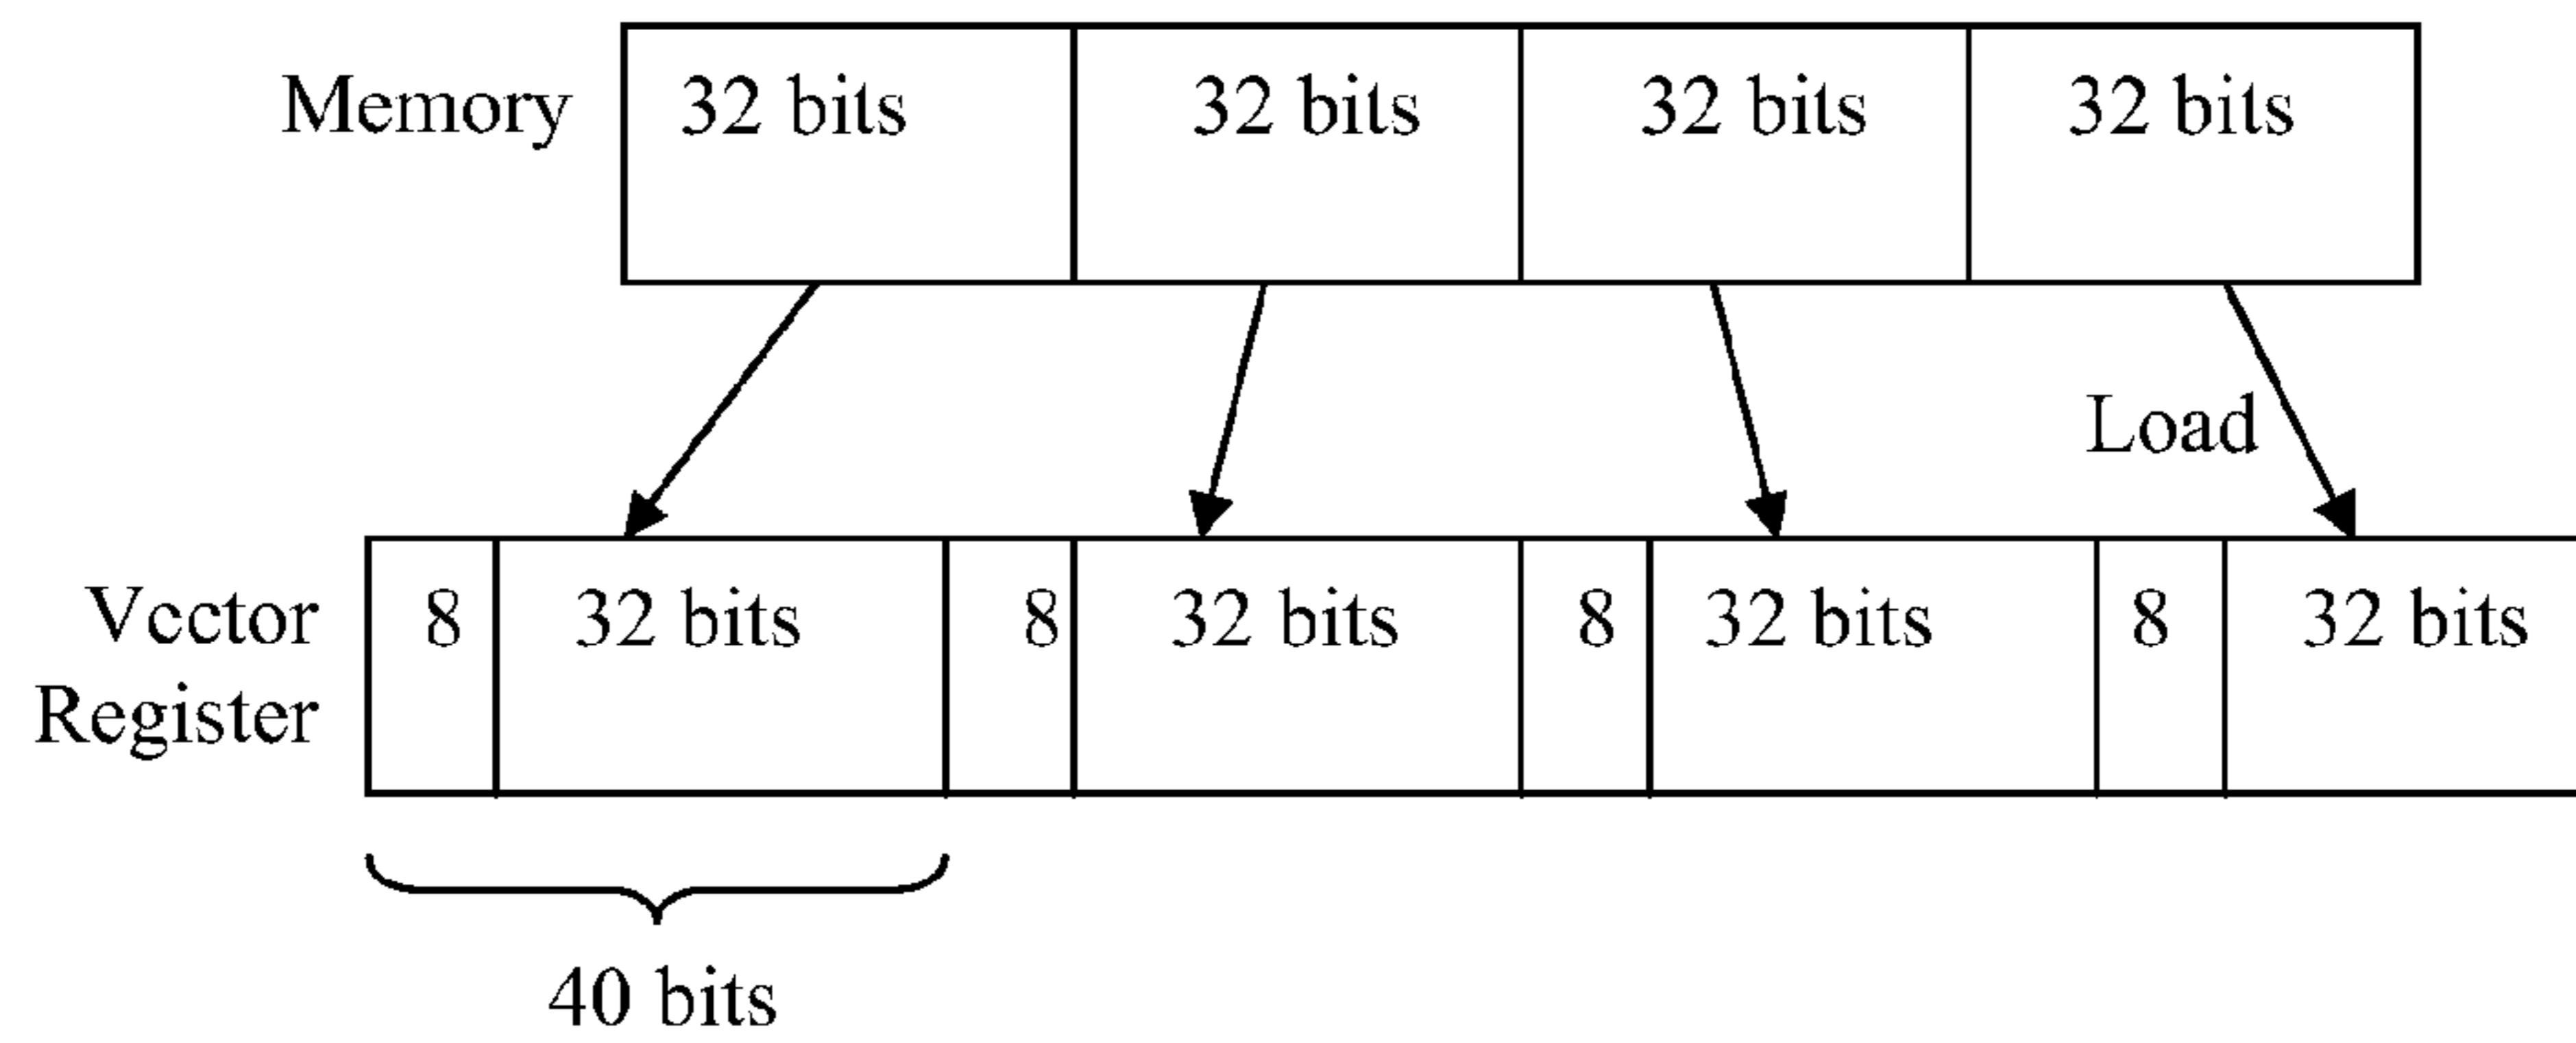 Memory 32 bits 32 bits 32 bits 32 bits
Load
Vcctor 8 32 bits 8 32 bits 8 32 bits 8 32 bits
Register
40 bits